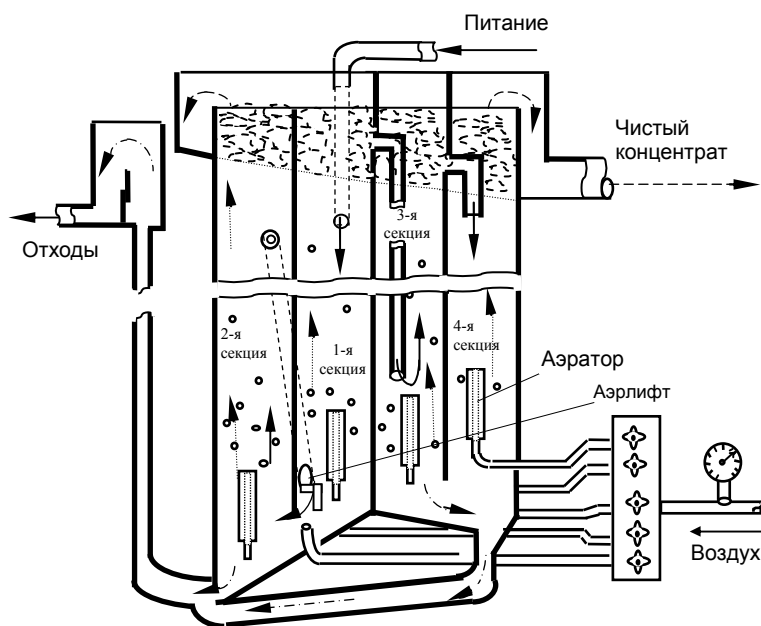 Питание
Чистый
концентрат
Отходы
3-я
секция
2-я
секция
1-я
секция
4-я
секция
Аэратор
Аэрлифт
Воздух